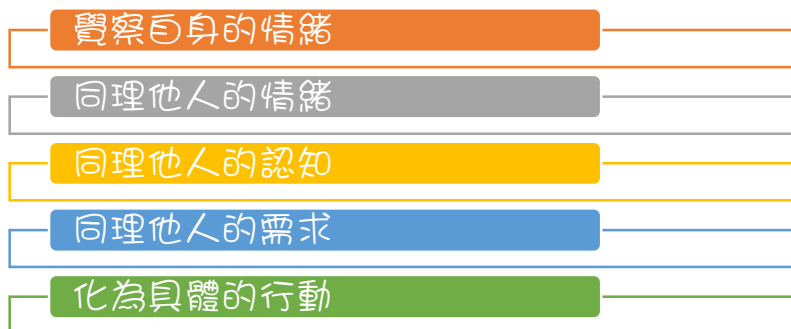 覺察自身的情緒
同理他人的情緒
同理他人的認知
同理他人的需求
化為具體的行動